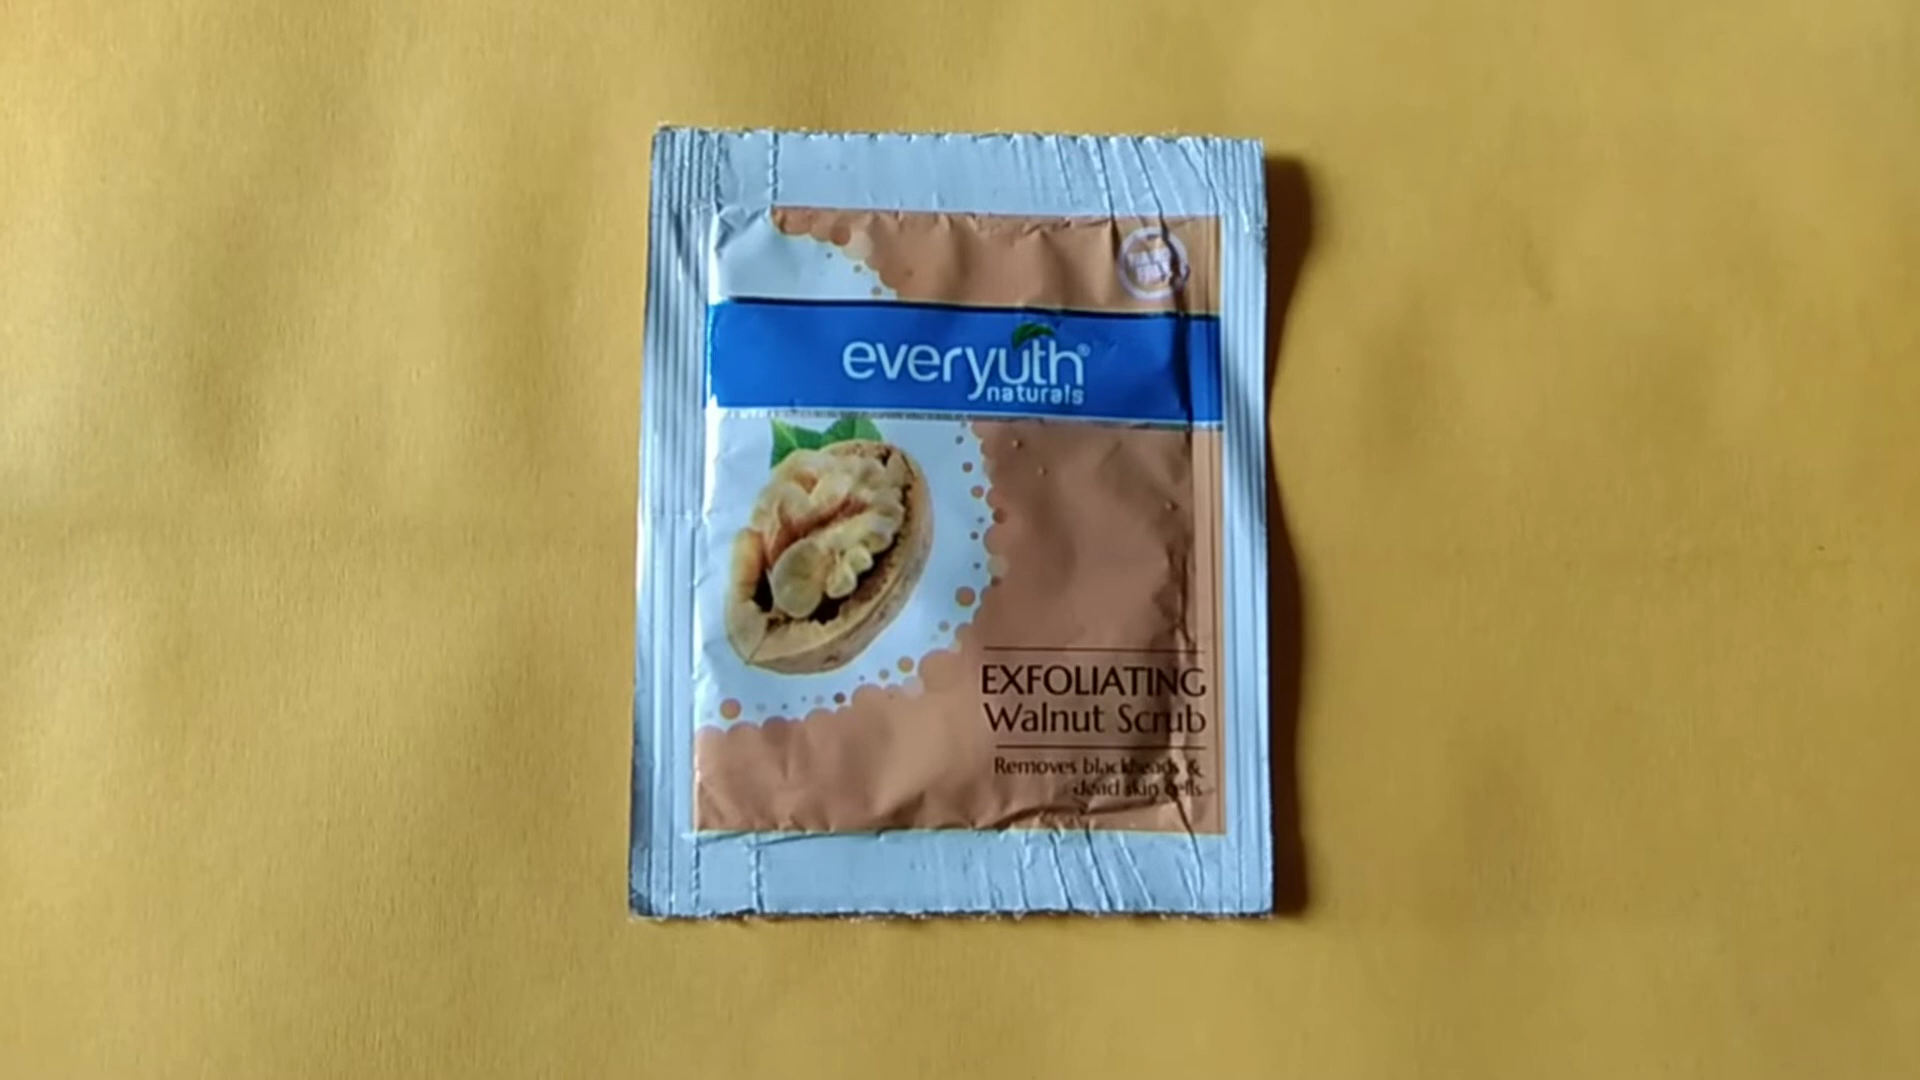 everyuth®
naturals
EXFOLIATING
Walnut Scrub
Removes blackheads &
dead skin cells